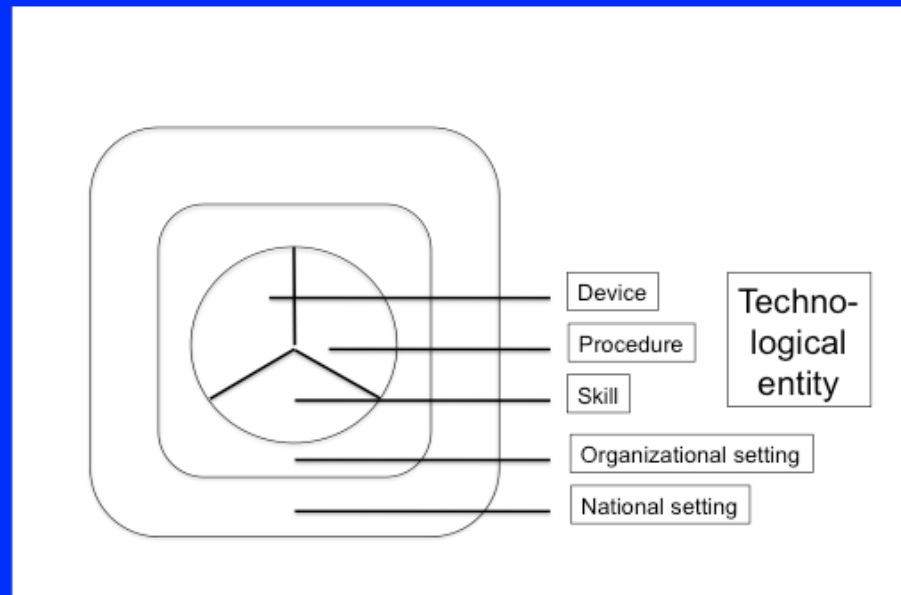 Device
Procedure
Skill
Organizational setting
National setting
Techno-
logical
entity